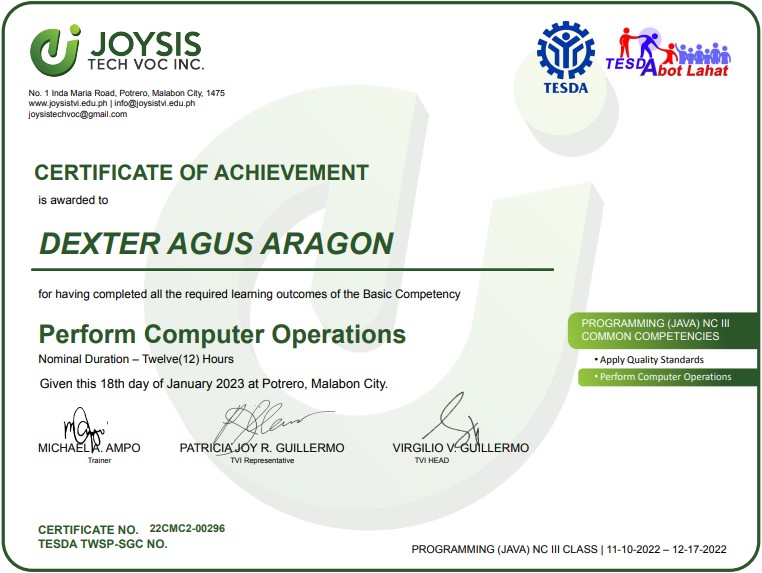 JOYSIS
TECH VOC INC.
No. 1 Inda Maria Road, Potrero, Malabon City, 1475
www.joysistvi.edu.ph | info@joysistvi.edu.ph
joysistechvoc@gmail.com
TESDA
TESDAbot Lahat
CERTIFICATE OF ACHIEVEMENT
is awarded to
DEXTER AGUS ARAGON
for having completed all the required learning outcomes of the Basic Competency
Perform Computer Operations
Nominal Duration – Twelve(12) Hours
Given this 18th day of January 2023 at Potrero, Malabon City.
PROGRAMMING (JAVA) NC III
COMMON COMPETENCIES
• Apply Quality Standards
• Perform Computer Operations
MICHAEL A. AMPO
Trainer
PATRICIA JOY R. GUILLERMO
TVI Representative
VIRGILIO V. GUILLERMO
TVI HEAD
CERTIFICATE NO. 22CMC2-00296
TESDA TWSP-SGC NO.
PROGRAMMING (JAVA) NC III CLASS | 11-10-2022 – 12-17-2022